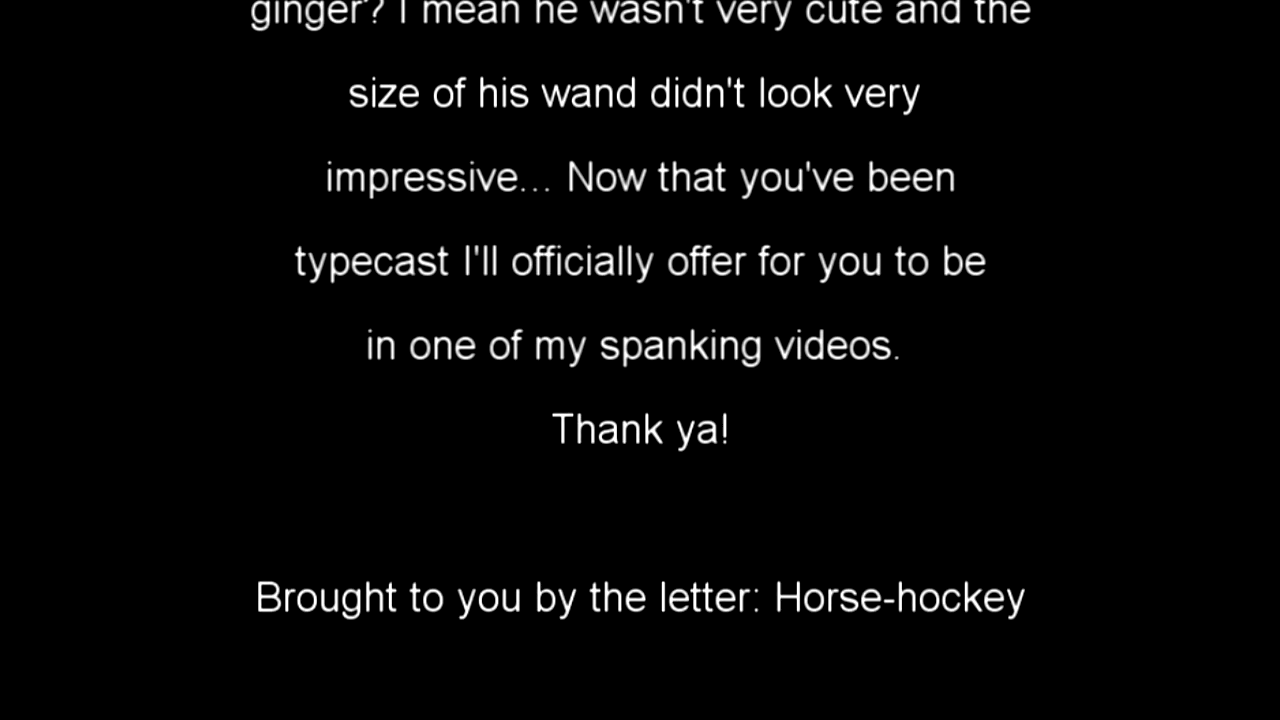 ginger? I mean he wasn't very cute and the
size of his wand didn't look very
impressive... Now that you've been
typecast I'll officially offer for you to be
in one of my spanking videos.
Thank ya!
Brought to you by the letter: Horse-hockey